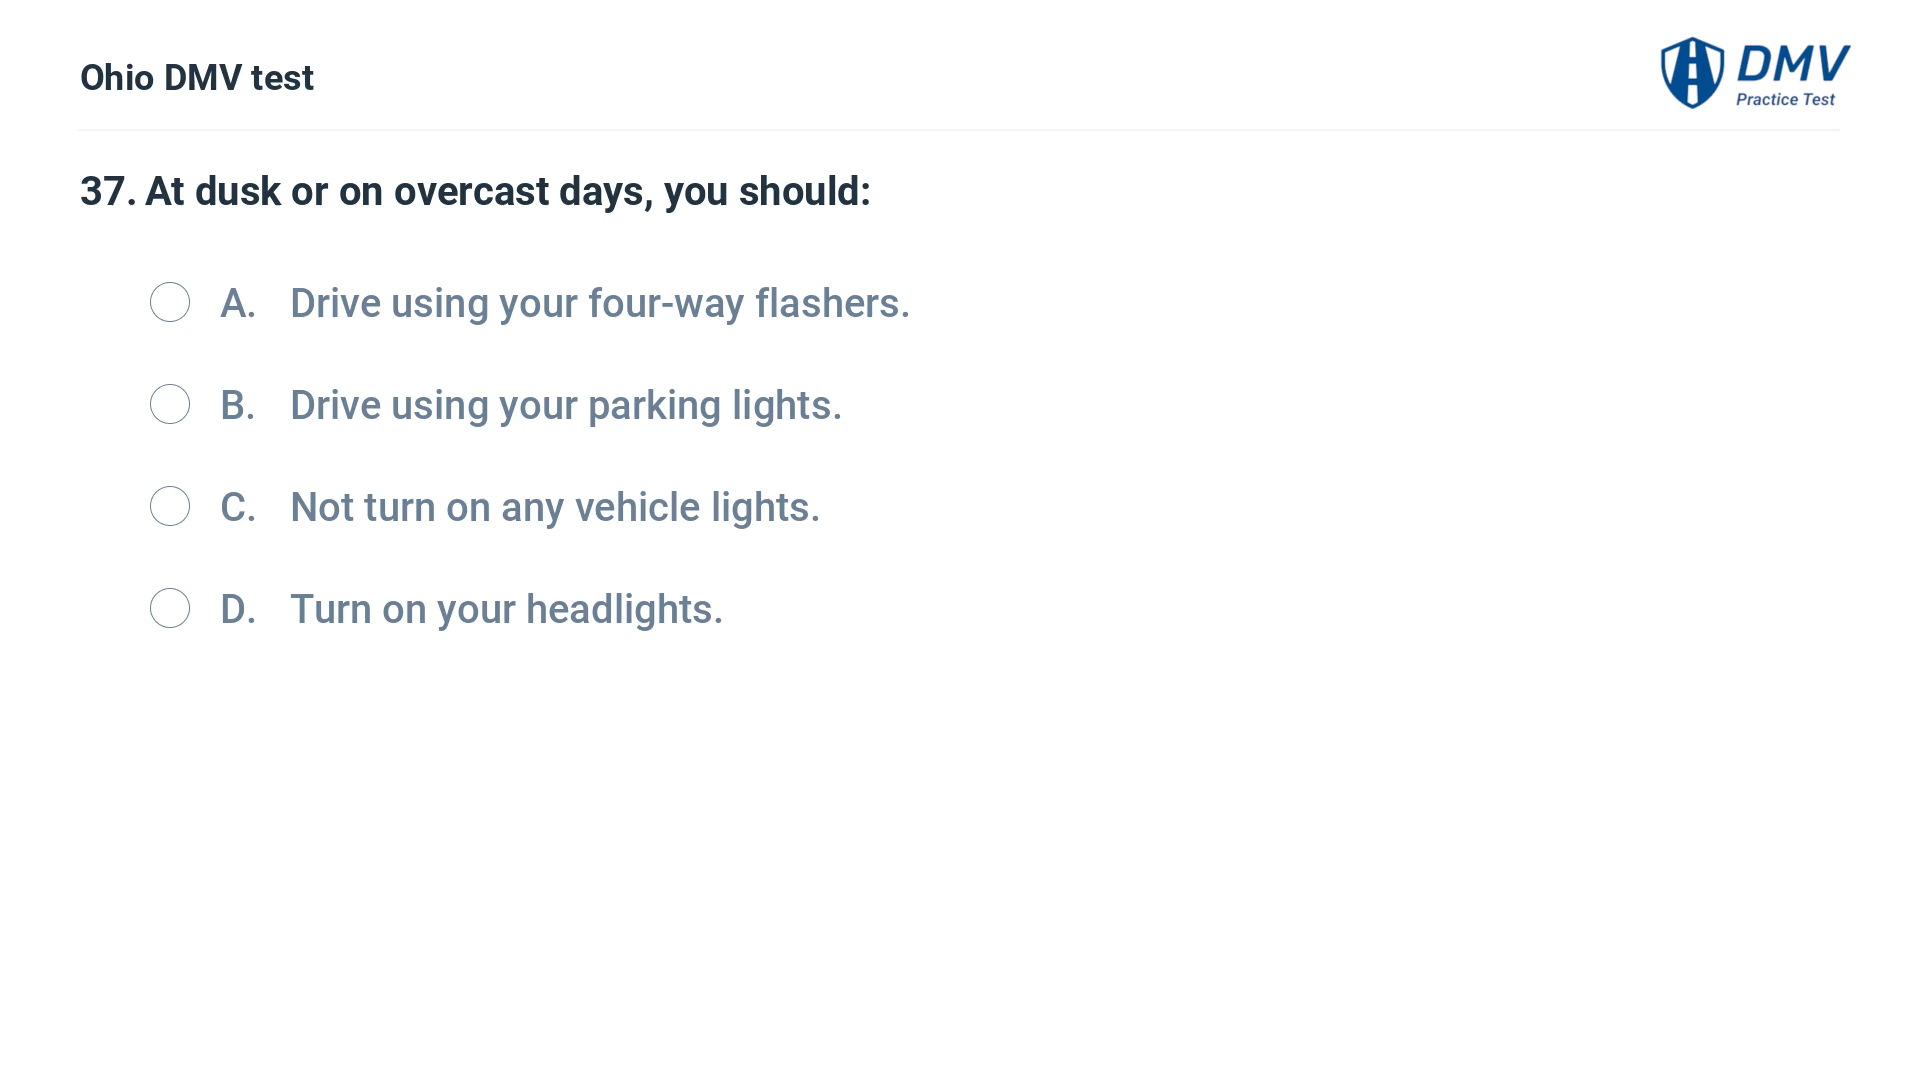 Ohio DMV test
DMV
Practice Test
37. At dusk or on overcast days, you should:
A. Drive using your four-way flashers.
B. Drive using your parking lights.
C. Not turn on any vehicle lights.
D. Turn on your headlights.